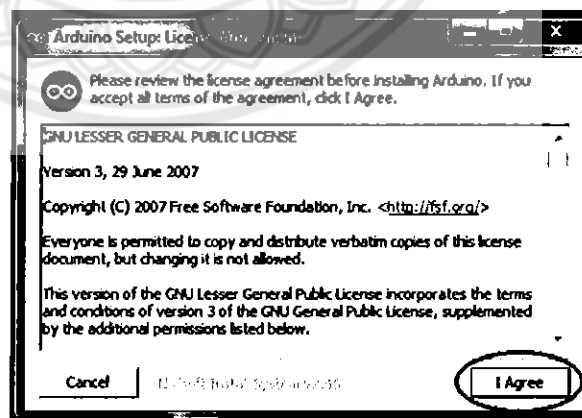 Arduino Setup: License
X
Please review the license agreement before installing Arduino. If you
accept all terms of the agreement, click I Agree.
GNU LESSER GENERAL PUBLIC LICENSE
Version 3, 29 June 2007
Copyright (C) 2007 Free Software Foundation, Inc. <http://fsf.org/>
Everyone is permitted to copy and distribute verbatim copies of this license
document, but changing it is not allowed.
This version of the GNU Lesser General Public License incorporates the terms
and conditions of version 3 of the GNU General Public License, supplemented
by the additional permissions listed below.
Cancel
I Agree